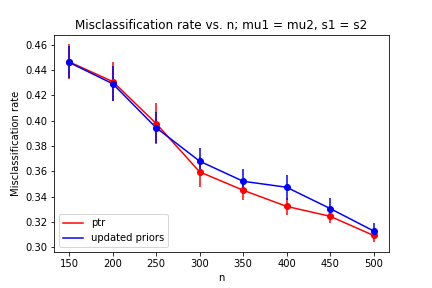 Misclassification rate vs. n; mu1 = mu2, s1 = s2
Misclassification rate
0.46
0.44
0.42
0.40
0.38
0.36
0.34
0.32
0.30
ptr
updated priors
150 200 250 300 350 400 450 500
n